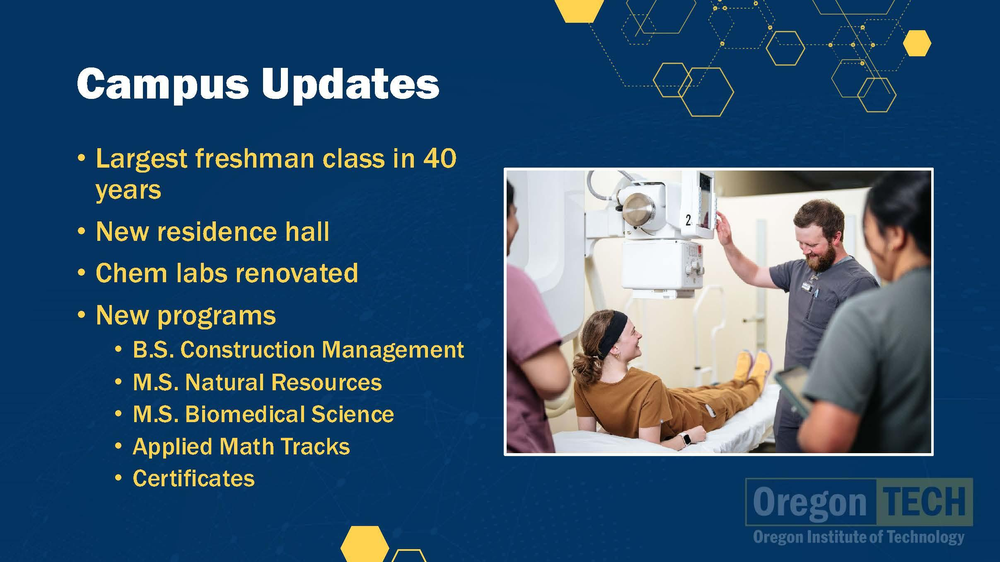 Campus Updates
• Largest freshman class in 40
years
• New residence hall
• Chem labs renovated
• New programs
• B.S. Construction Management
• M.S. Natural Resources
• M.S. Biomedical Science
• Applied Math Tracks
• Certificates
2
Oregon TECH
Oregon Institute of Technology